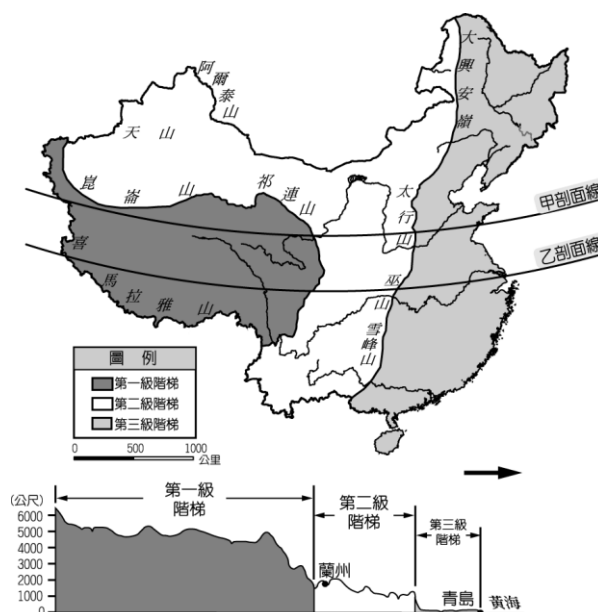 大興安嶺
阿爾泰山
天山
崑崙山
祁連山
太行山
甲剖面線
乙剖面線
喜馬拉雅山
巫山
雪峰山
圖例
第一級階梯
第二級階梯
第三級階梯
0 500 1000
公里
(公尺)
6000
5000
4000
3000
2000
1000
0
第一級
階梯
第二級
階梯
第三級
階梯
蘭州
青島
黃海